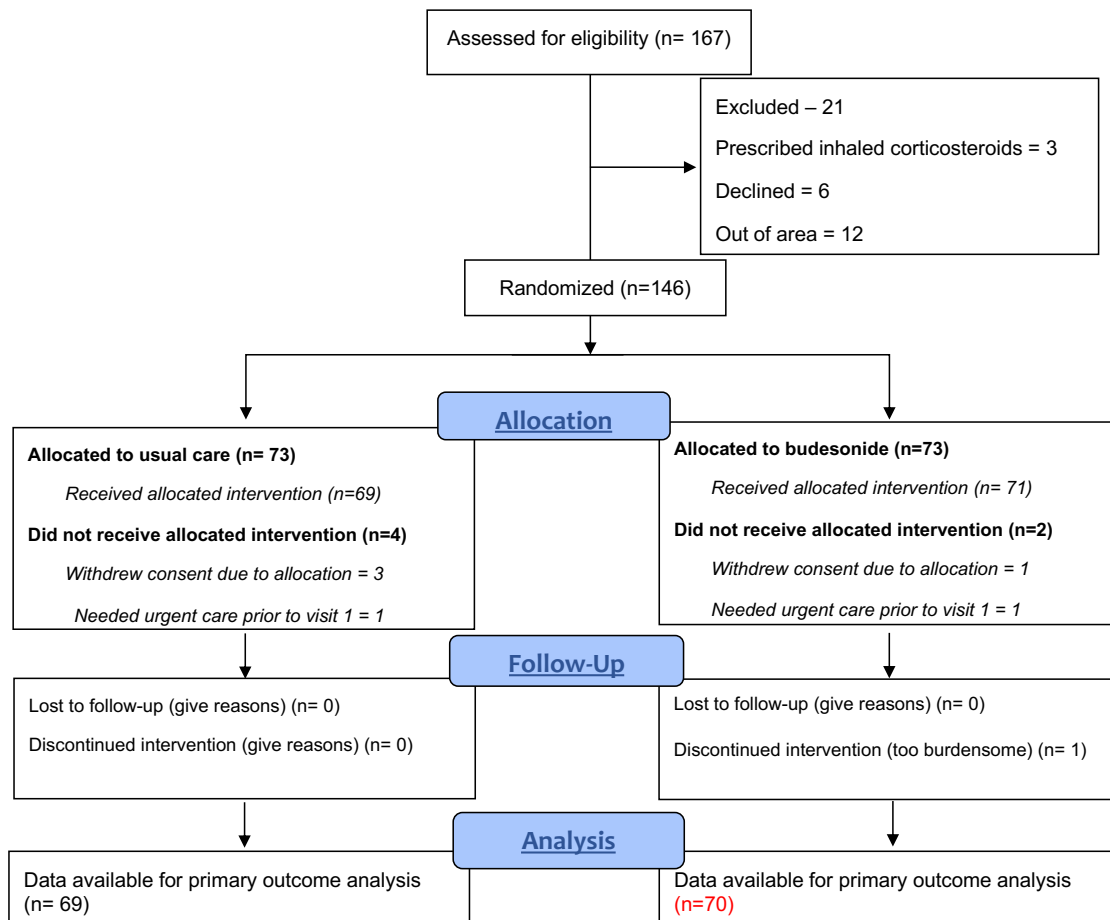 Assessed for eligibility (n= 167)
Excluded – 21
Prescribed inhaled corticosteroids = 3
Declined = 6
Out of area = 12
Randomized (n=146)
Allocation
Allocated to usual care (n= 73)
Received allocated intervention (n=69)
Did not receive allocated intervention (n=4)
Withdrew consent due to allocation = 3
Needed urgent care prior to visit 1 = 1
Allocated to budesonide (n=73)
Received allocated intervention (n= 71)
Did not receive allocated intervention (n=2)
Withdrew consent due to allocation = 1
Needed urgent care prior to visit 1 = 1
Follow-Up
Lost to follow-up (give reasons) (n= 0)
Discontinued intervention (give reasons) (n= 0)
Lost to follow-up (give reasons) (n= 0)
Discontinued intervention (too burdensome) (n= 1)
Analysis
Data available for primary outcome analysis
(n= 69)
Data available for primary outcome analysis
(n=70)